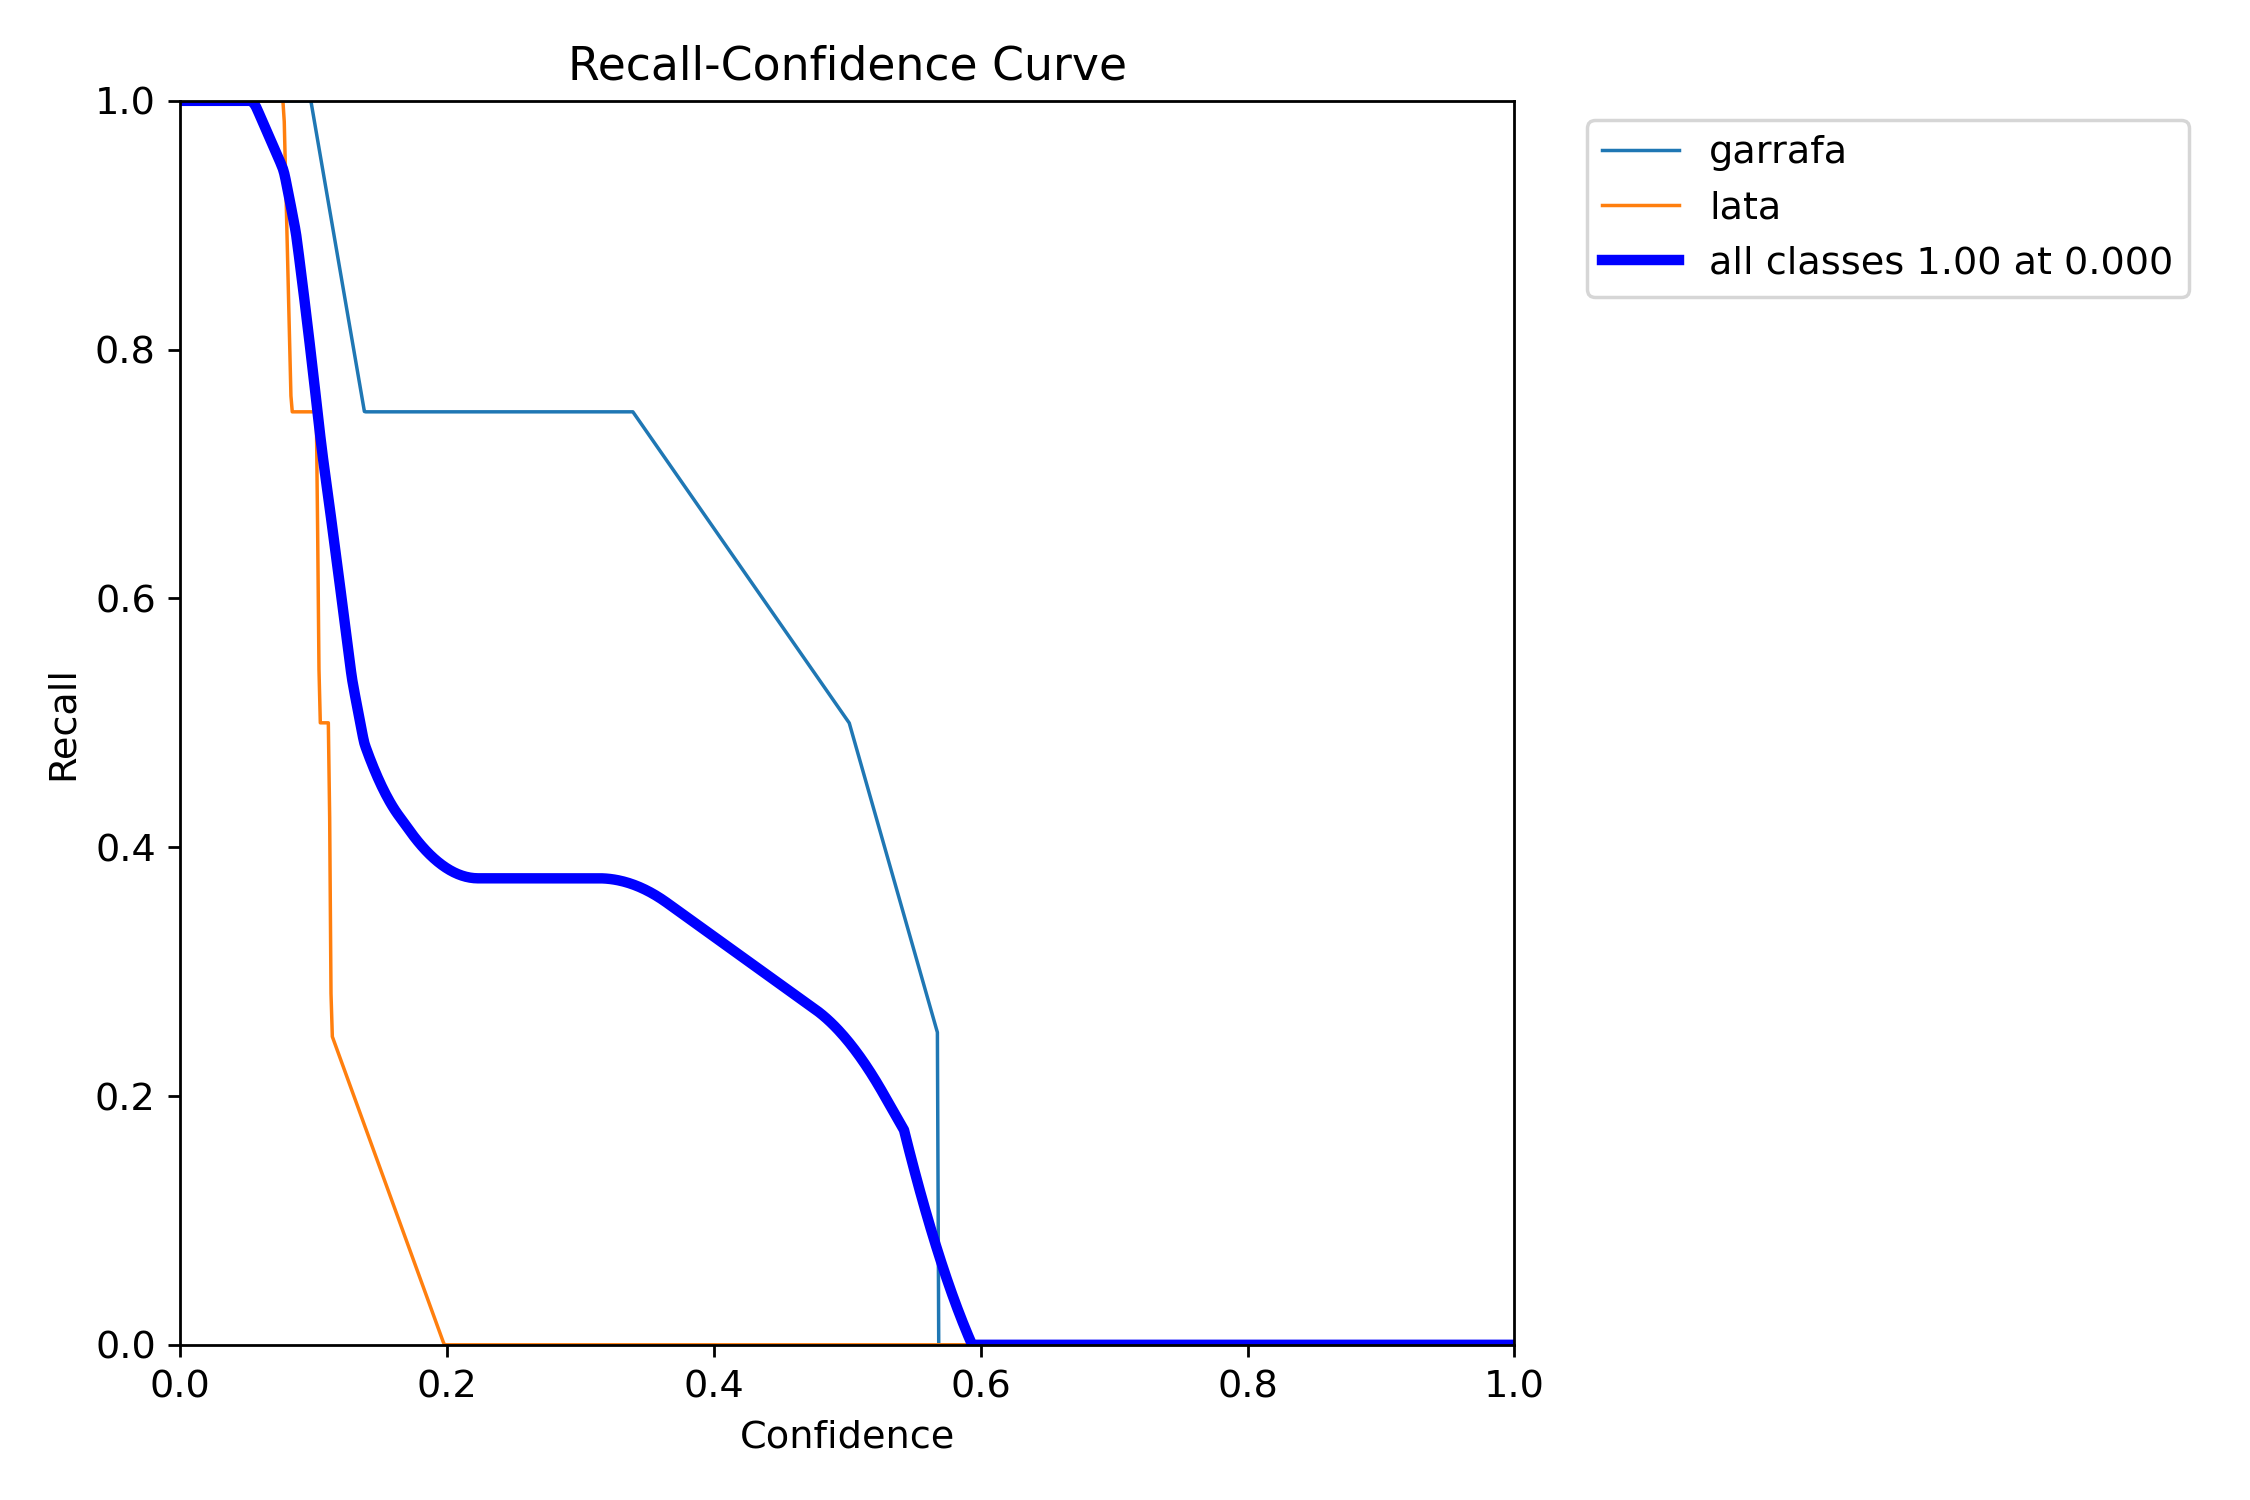 Recall-Confidence Curve
1.0
0.8
0.6
0.4
0.2
0.0
Recall
0.0 0.2 0.4 0.6 0.8 1.0
Confidence
garrafa
lata
all classes 1.00 at 0.000